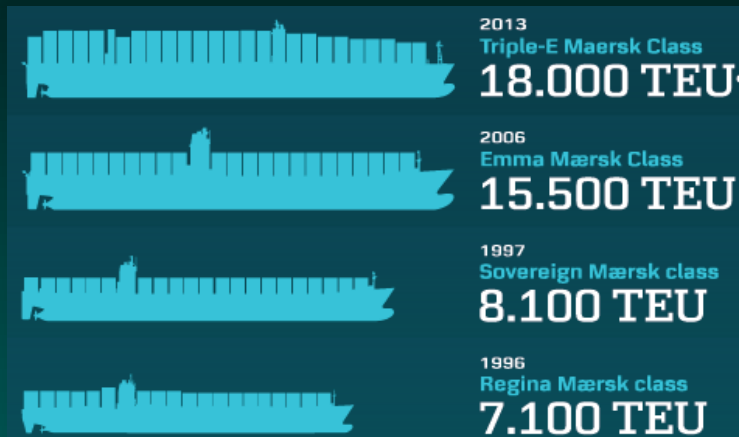 2013
Triple-E Maersk Class
18.000 TEU
2006
Emma Mærsk Class
15.500 TEU
1997
Sovereign Mærsk class
8.100 TEU
1996
Regina Mærsk class
7.100 TEU